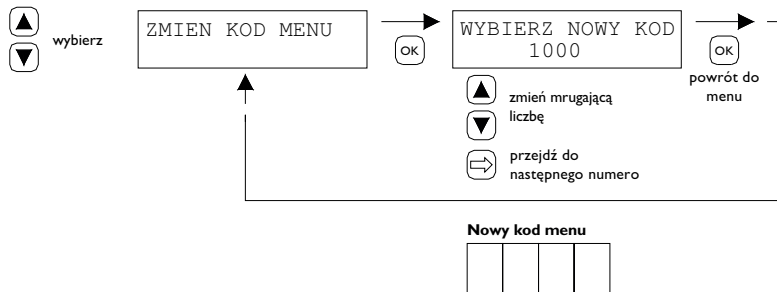 wybierz
ZMIEN KOD MENU
OK
WYBIERZ NOWY KOD
1000
OK
powrót do
menu
zmień mrugającą
liczbę
przejdź do
następnego numero
Nowy kod menu